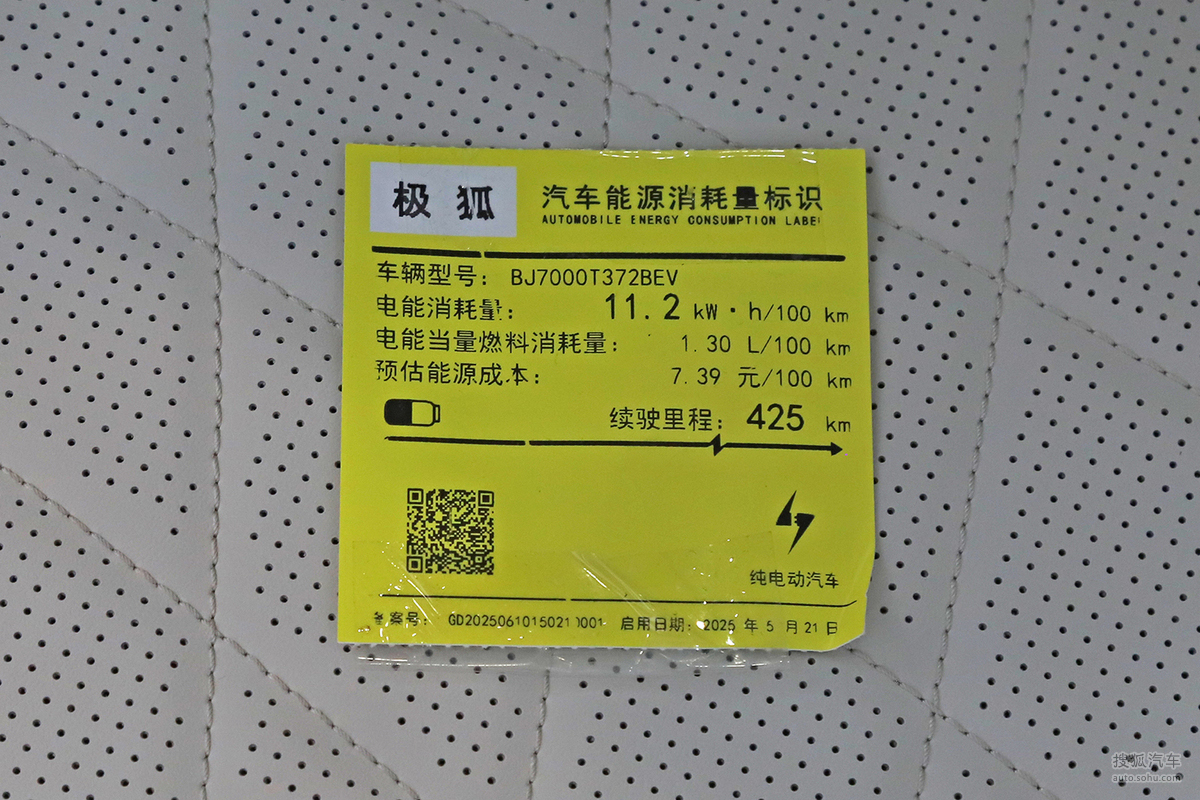 极 狐
汽车能源消耗量标识
AUTOMOBILE ENERGY CONSUMPTION LABEL
车辆型号: BJ7000T372BEV
电能消耗量: 11.2 kW·h/100 km
电能当量燃料消耗量: 1.30 L/100 km
预估能源成本: 7.39 元/100 km
续驶里程: 425 km
纯电动汽车
备案号: GD20250610150210001 启用日期: 2025 年 5 月 21 日
搜狐汽车
auto.sohu.com